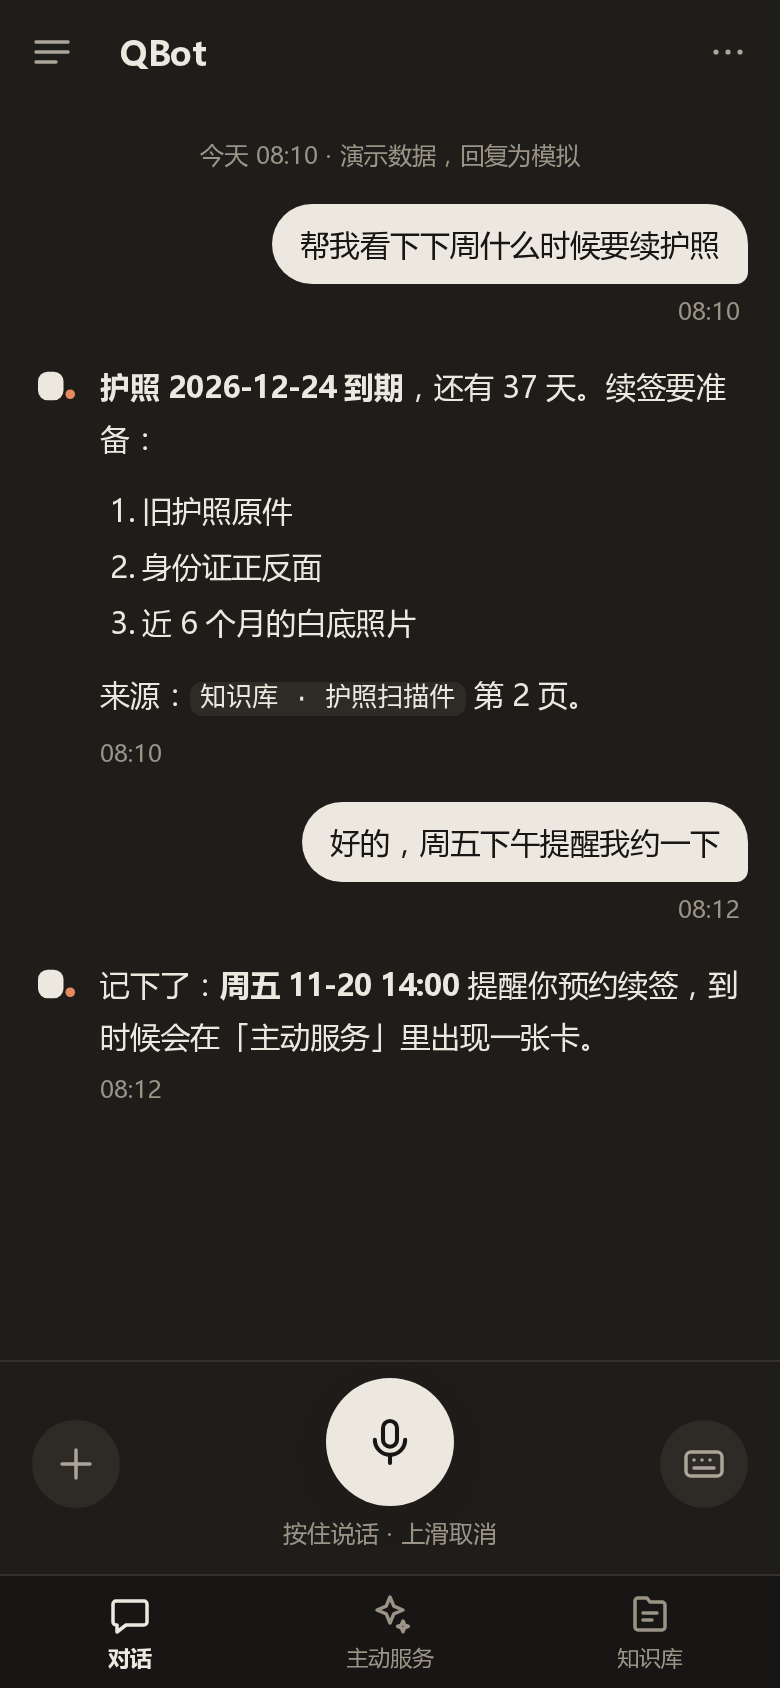 QBot
今天 08:10 · 演示数据，回复为模拟
帮我看下下周什么时候要续护照
08:10
护照 2026-12-24 到期，还有 37 天。续签要准
备：
1. 旧护照原件
2. 身份证正反面
3. 近 6 个月的白底照片
来源：知识库 · 护照扫描件 第 2 页。
08:10
好的，周五下午提醒我约一下
08:12
记下了：周五 11-20 14:00 提醒你预约续签，到
时候会在「主动服务」里出现一张卡。
08:12
按住说话 · 上滑取消
对话 主动服务 知识库